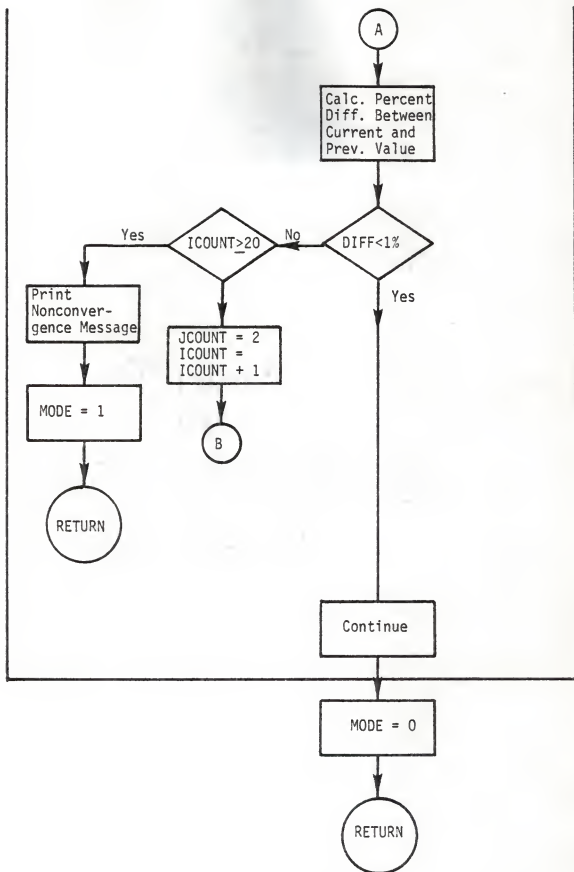 A
Calc. Percent
Diff. Between
Current and
Prev. Value
DIFF<1%
No
Yes
ICOUNT≥20
Yes
Print
Nonconver-
gence Message
MODE = 1
RETURN
JCOUNT = 2
ICOUNT =
ICOUNT + 1
B
Continue
MODE = 0
RETURN